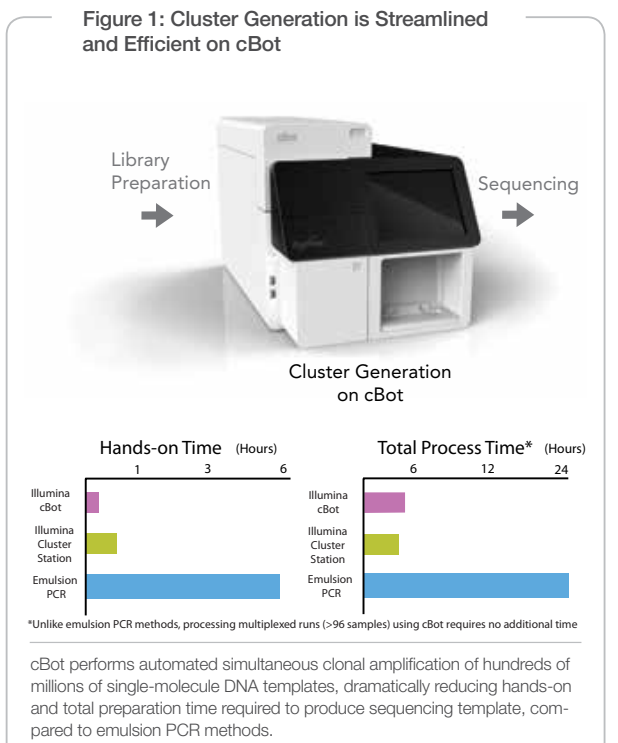 Figure 1: Cluster Generation is Streamlined
and Efficient on cBot
Library
Preparation
Sequencing
Cluster Generation
on cBot
Hands-on Time (Hours)
1 3 6
Illumina
cBot
Illumina
Cluster
Station
Emulsion
PCR
Total Process Time* (Hours)
6 12 24
Illumina
cBot
Illumina
Cluster
Station
Emulsion
PCR
*Unlike emulsion PCR methods, processing multiplexed runs (>96 samples) using cBot requires no additional time
cBot performs automated simultaneous clonal amplification of hundreds of
millions of single-molecule DNA templates, dramatically reducing hands-on
and total preparation time required to produce sequencing template, com-
pared to emulsion PCR methods.